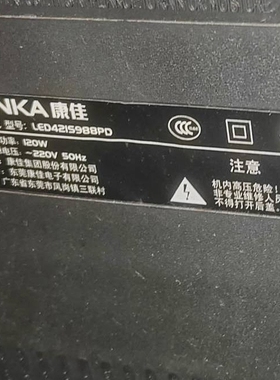 NKA 康佳
型号: LED42IS988PD
功率: 120W
电压: ~220V 50Hz
: 康佳集团股份有限公司
: 东莞康佳电子有限公司
: 广东省东莞市凤岗镇三联村
CCC
注意
机内高压危险!
非专业维修人员
不得打开后盖